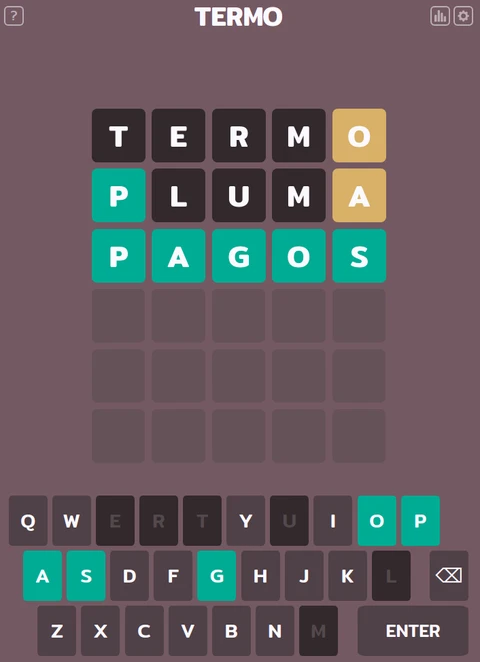 ?
TERMO
T E R M O
P L U M A
P A G O S
Q W E R T Y U I O P
A S D F G H J K L
Z X C V B N M ENTER